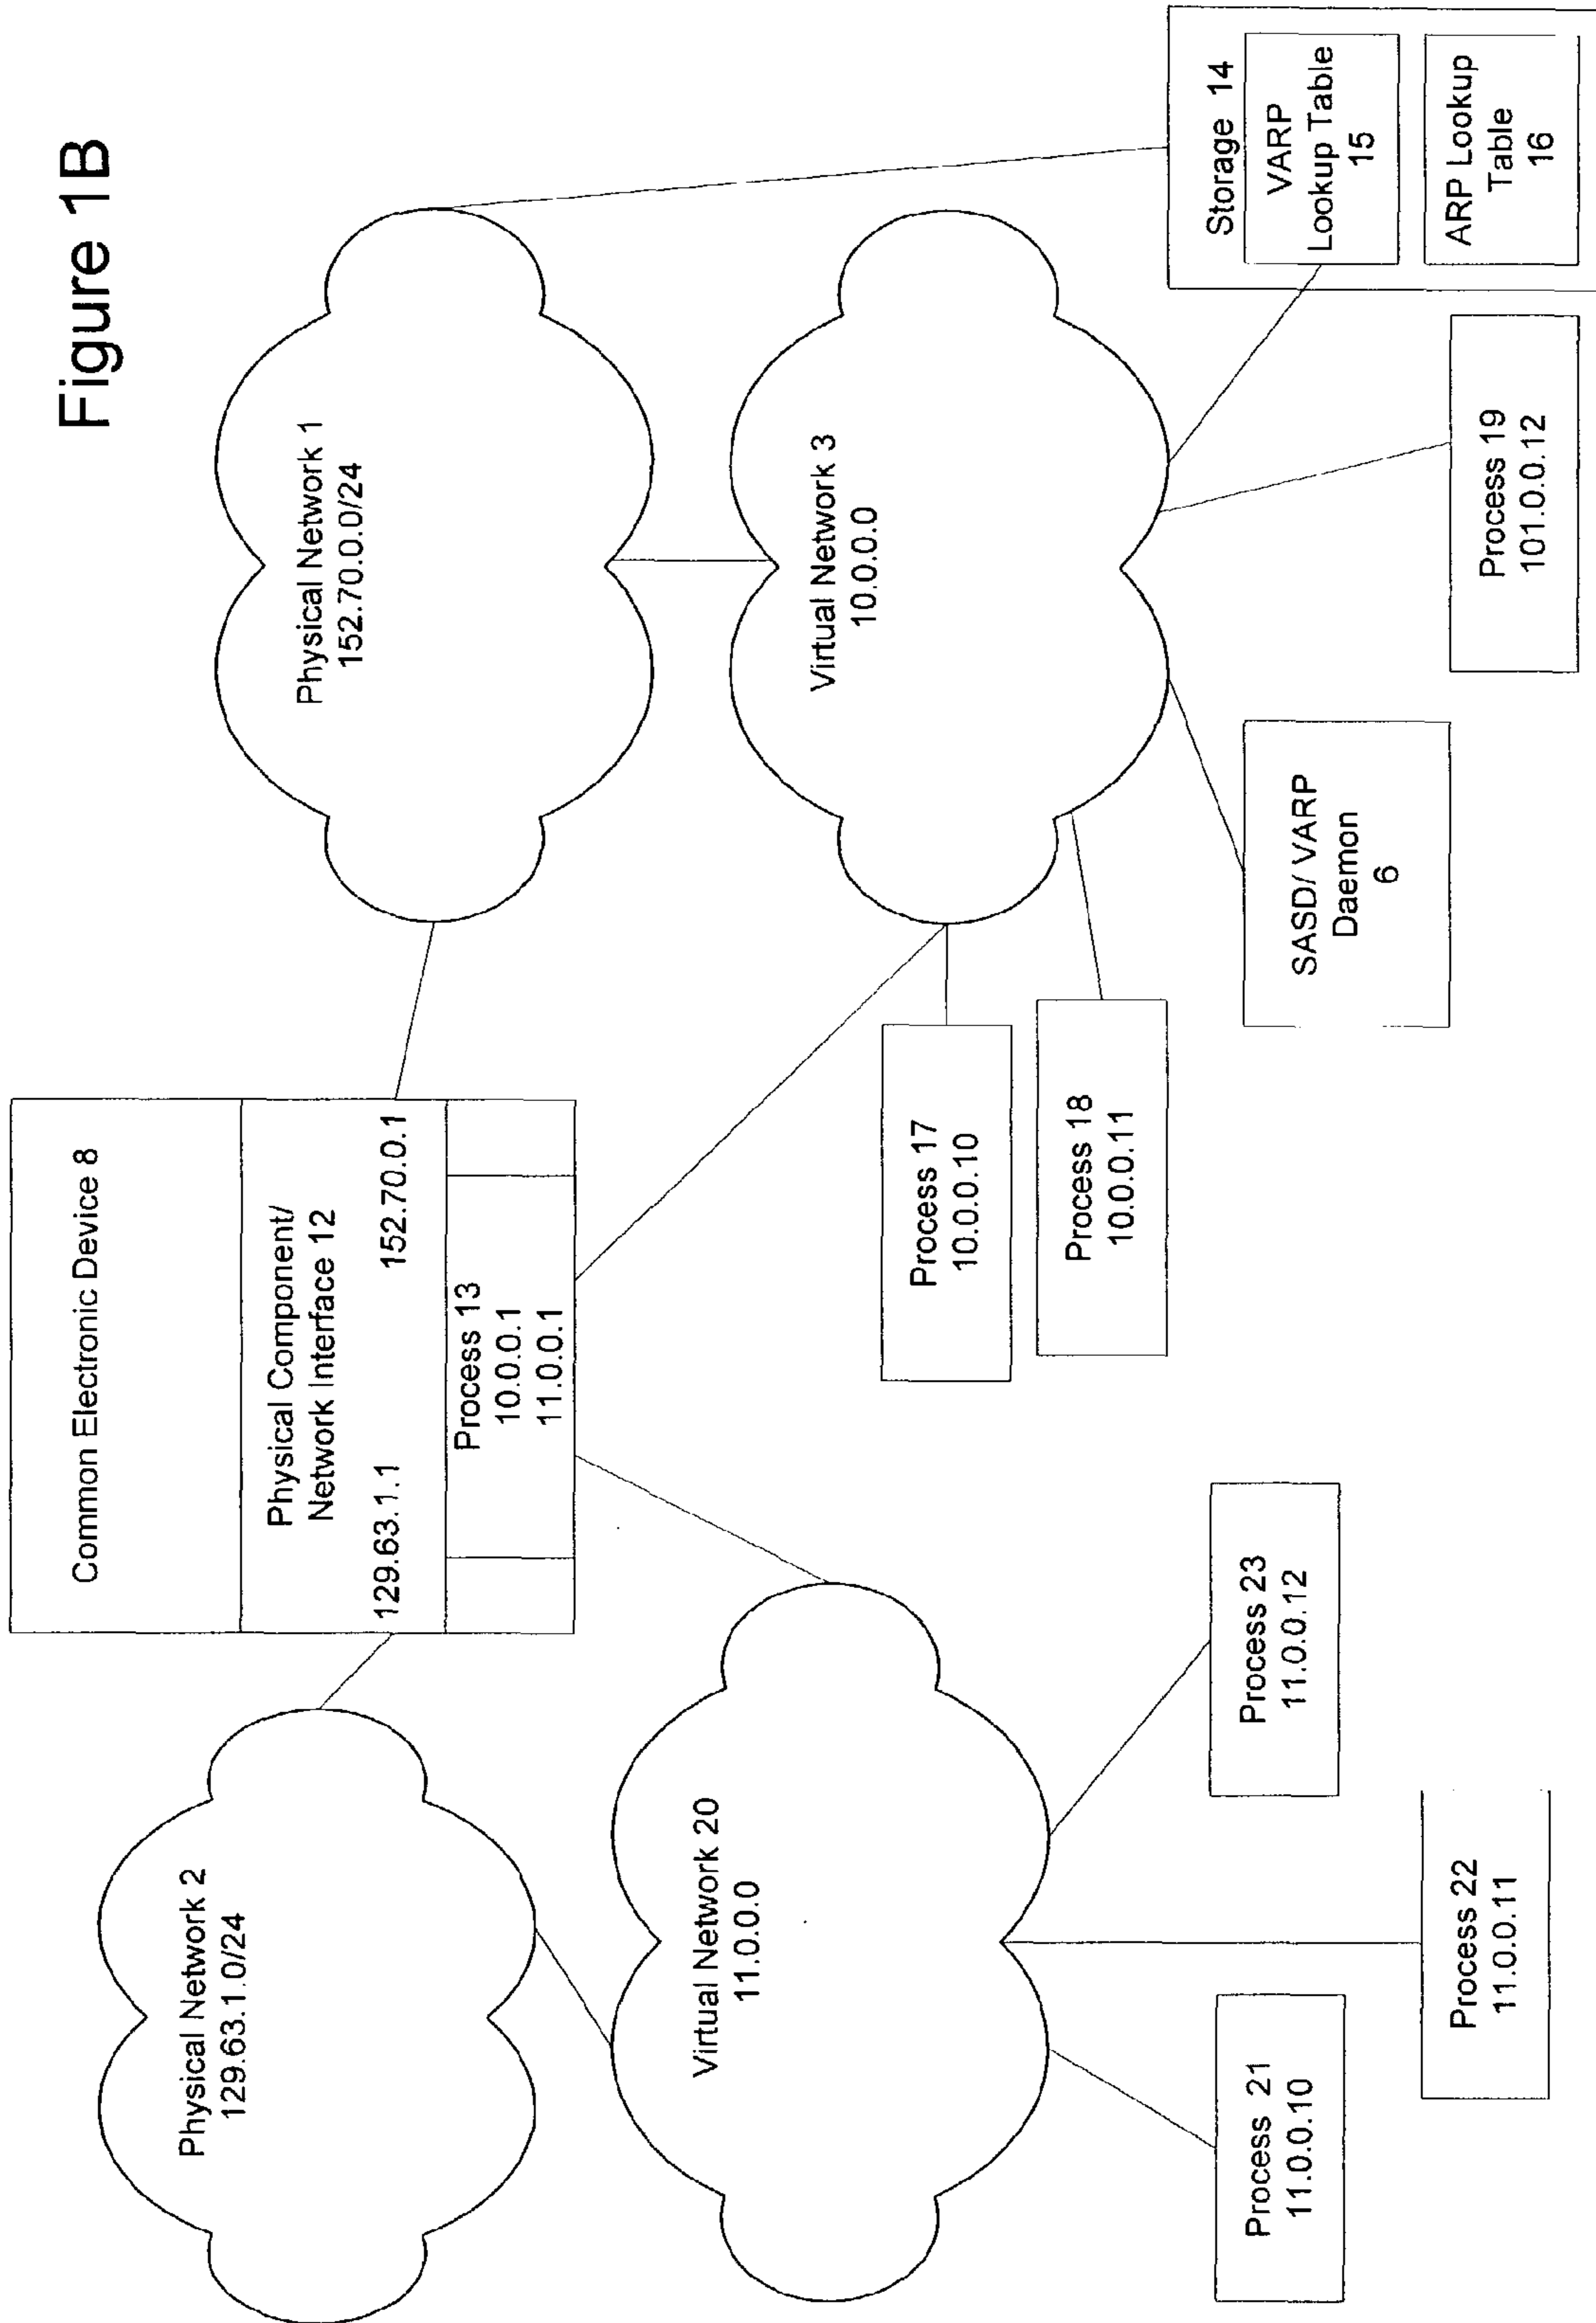 Figure 1B
Common Electronic Device 8
Physical Component/
Network Interface 12
129.63.1.1
152.70.0.1
Process 13
10.0.0.1
11.0.0.1
Physical Network 2
129.63.1.0/24
Physical Network 1
152.70.0.0/24
Virtual Network 20
11.0.0.0
Virtual Network 3
10.0.0.0
Process 17
10.0.0.10
Process 18
10.0.0.11
Process 21
11.0.0.10
Process 22
11.0.0.11
Process 23
11.0.0.12
SASD/ VARP
Daemon
6
Process 19
101.0.0.12
Storage 14
VARP
Lookup Table
15
ARP Lookup
Table
16